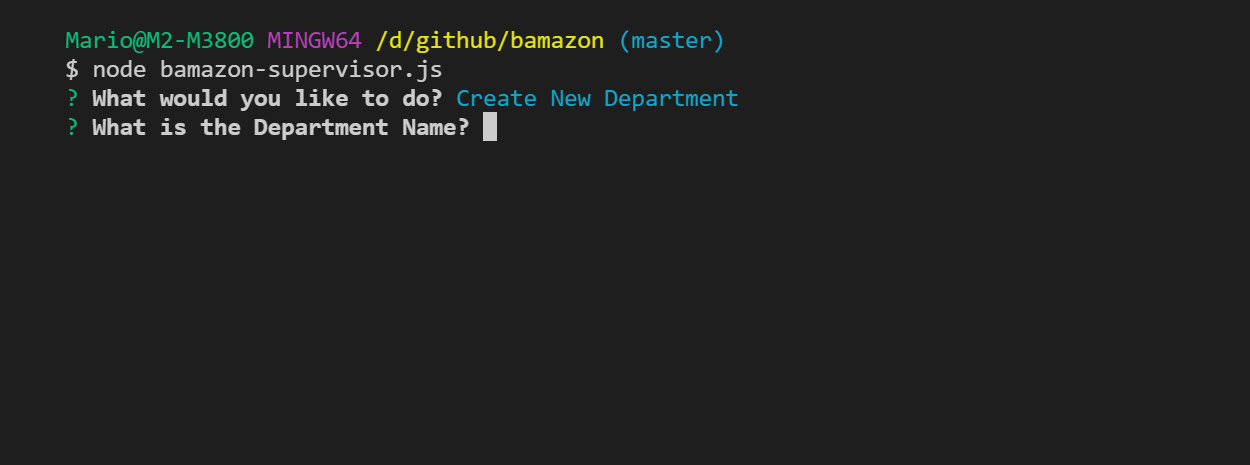 Mario@M2-M3800 MINGW64 /d/github/bamazon (master)
$ node bamazon-supervisor.js
? What would you like to do? Create New Department
? What is the Department Name?